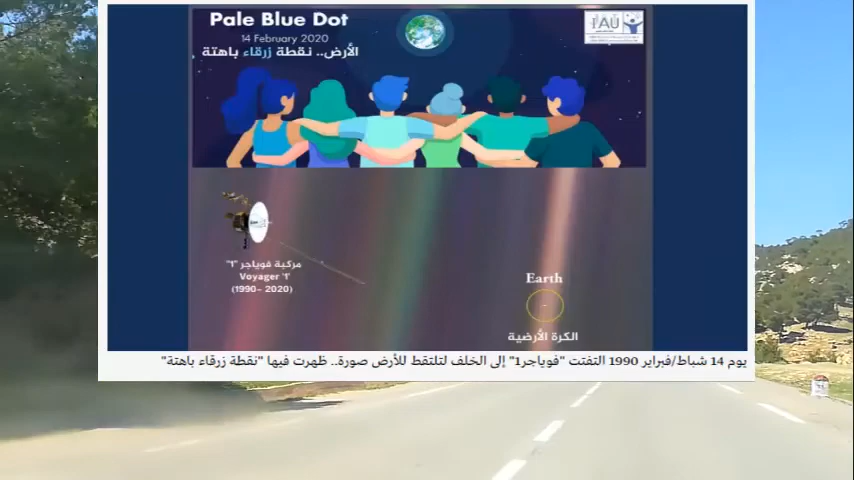 Pale Blue Dot
14 February 2020
الأرض.. نقطة زرقاء باهتة
IAU
مركبة فوياجر "1"
Voyager '1'
(1990- 2020)
Earth
الكرة الأرضية
يوم 14 شباط/فبراير 1990 التفتت "فوياجر1" إلى الخلف لتلتقط للأرض صورة.. ظهرت فيها "نقطة زرقاء باهتة"